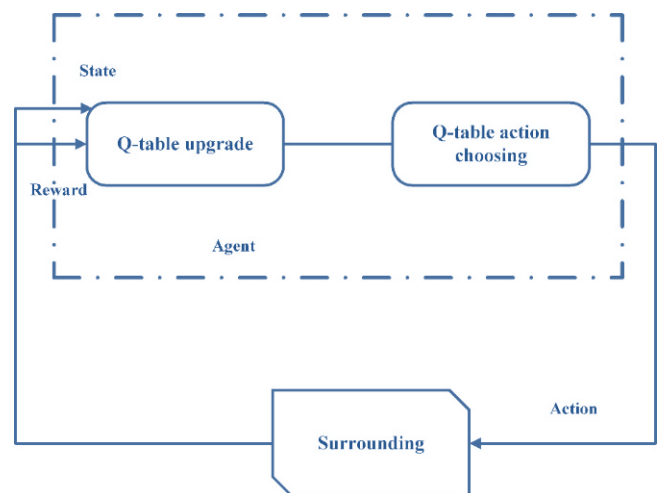 State
Q-table upgrade
Q-table action
choosing
Reward
Agent
Action
Surrounding